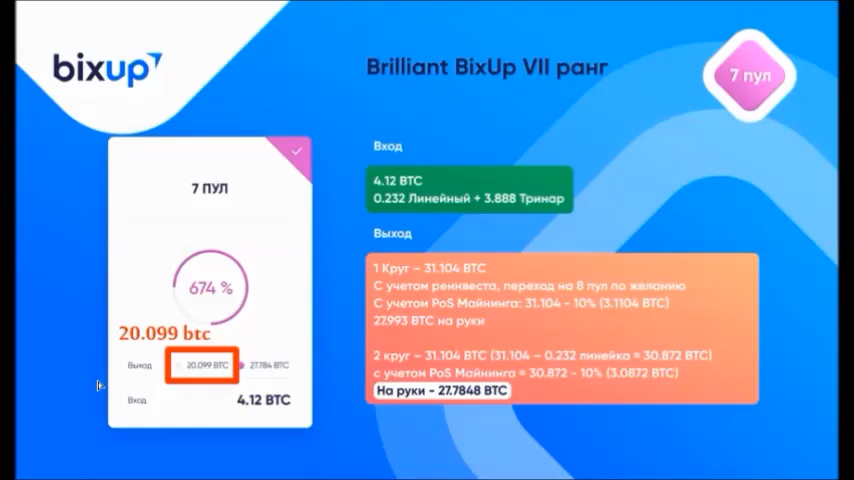 bixup
Brilliant BixUp VII ранг
7 пул
7 ПУЛ
674 %
20.099 btc
Выход
20.099 BTC
27.784 BTC
Вход
4.12 BTC
Вход
4.12 BTC
0.232 Линейный + 3.888 Тринар
Выход
1 Круг – 31.104 BTC
С учетом реинвеста, переход на 8 пул по желанию
С учетом PoS Майнинга: 31.104 - 10% (3.1104 BTC)
27.993 BTC на руки
2 круг – 31.104 BTC (31.104 – 0.232 линейка = 30.872 BTC)
с учетом PoS Майнинга = 30.872 - 10% (3.0872 BTC)
На руки - 27.7848 BTC